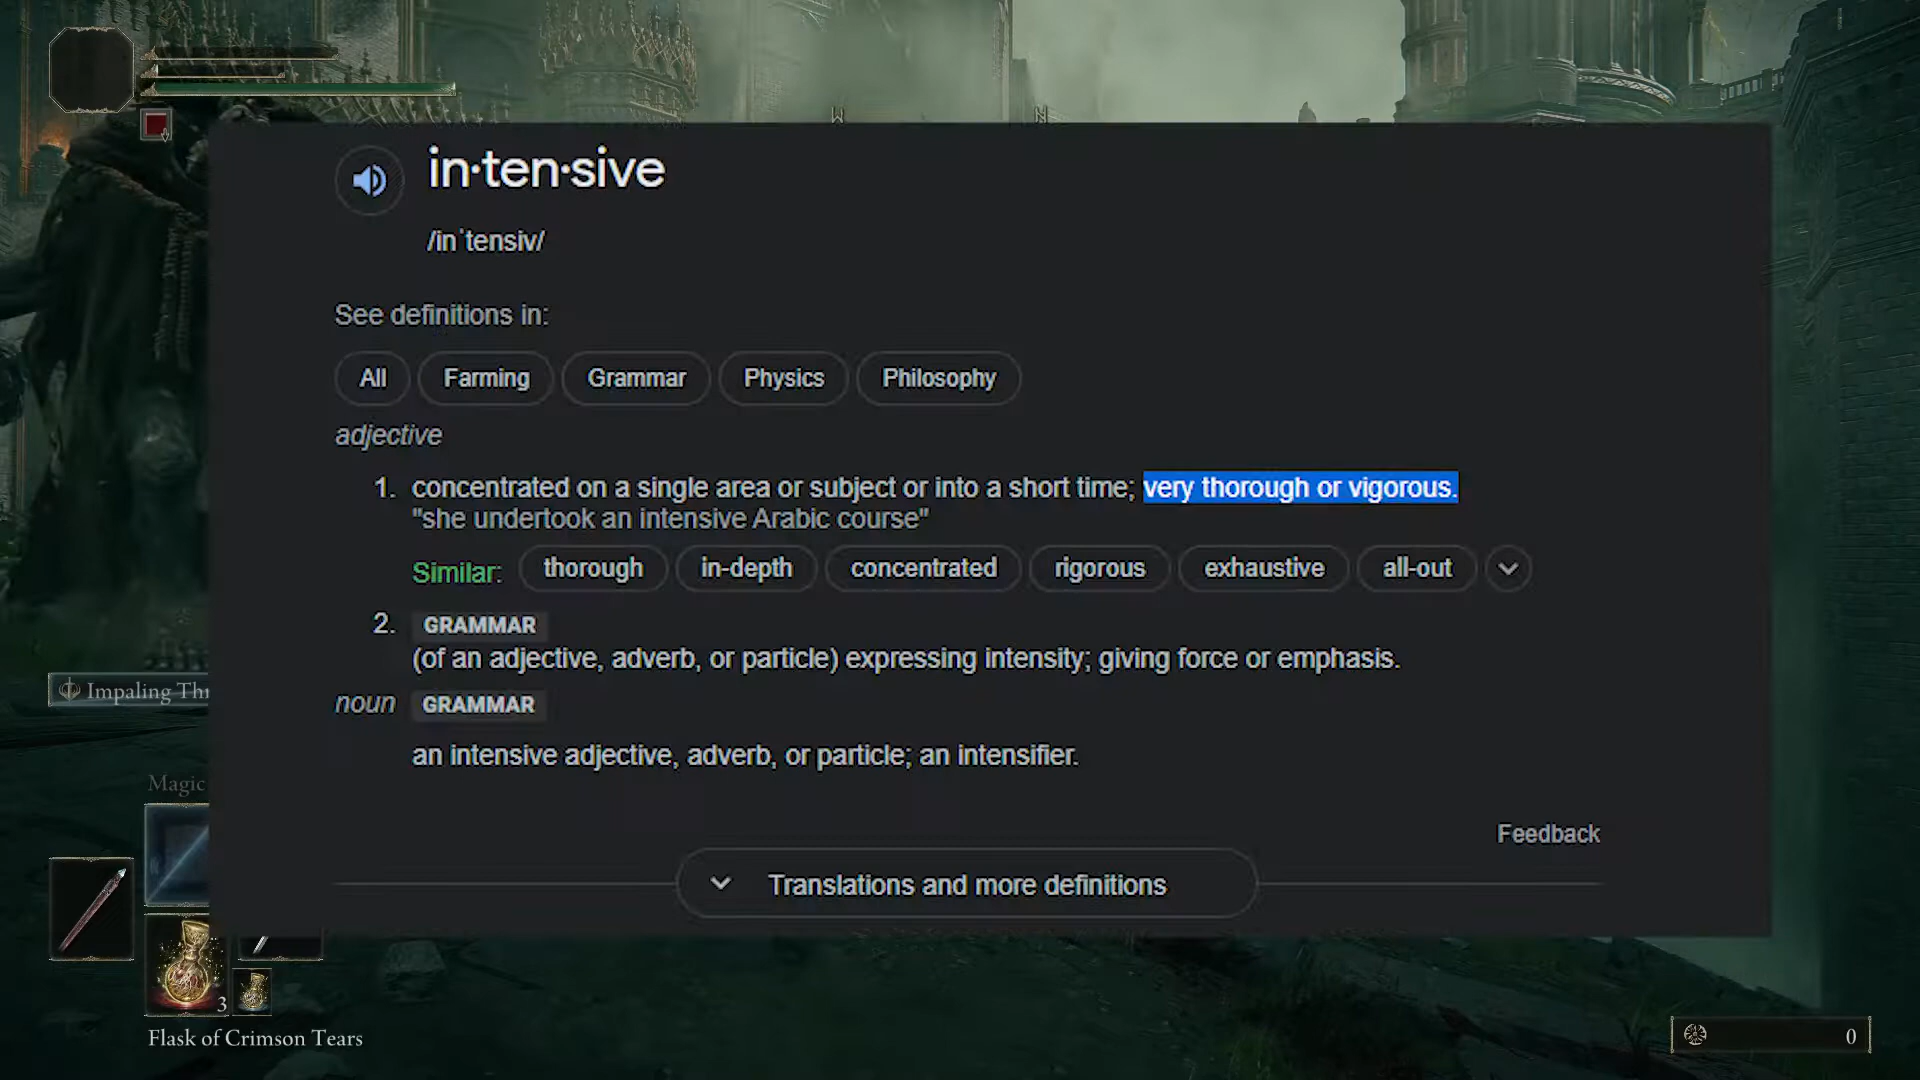 in·ten·sive
/inˈtensiv/
See definitions in:
All Farming Grammar Physics Philosophy
adjective
1. concentrated on a single area or subject or into a short time; very thorough or vigorous.
"she undertook an intensive Arabic course"
Similar: thorough in-depth concentrated rigorous exhaustive all-out
2. GRAMMAR
(of an adjective, adverb, or particle) expressing intensity; giving force or emphasis.
Impaling Thr
noun GRAMMAR
an intensive adjective, adverb, or particle; an intensifier.
Magic
Feedback
Translations and more definitions
3
Flask of Crimson Tears
0